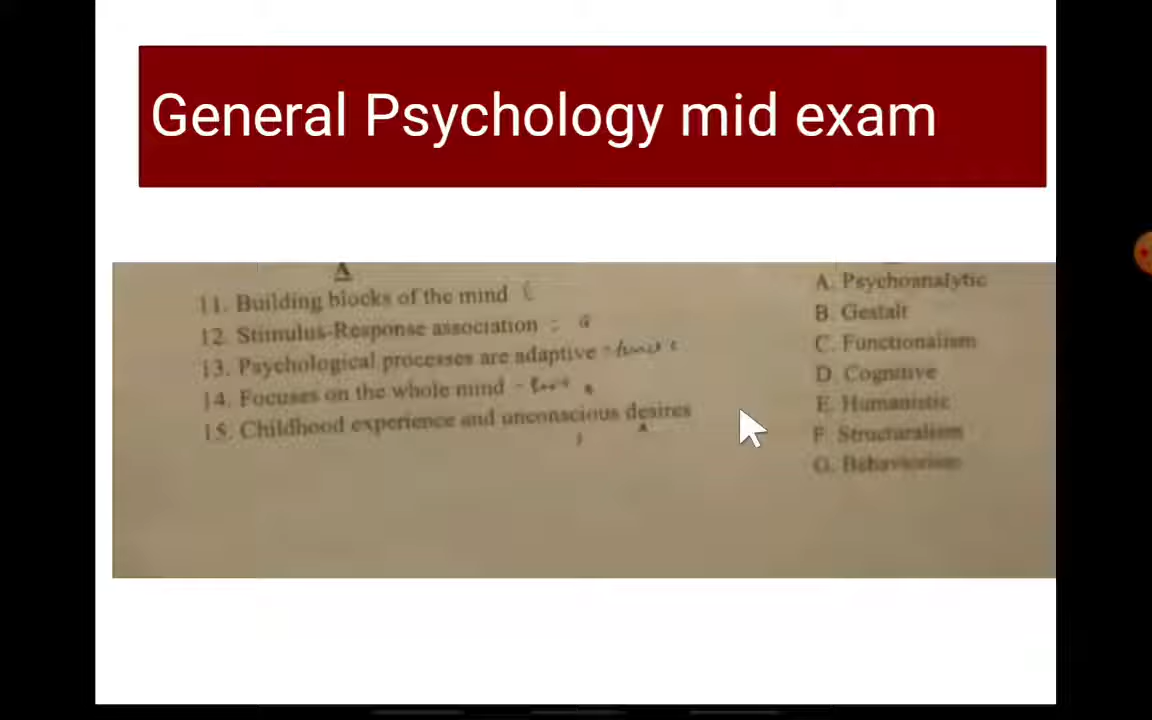 General Psychology mid exam
A
11. Building blocks of the mind
12. Stimulus-Response association :
13. Psychological processes are adaptive -
14. Focuses on the whole mind -
15. Childhood experience and unconscious desires
A. Psychoanalytic
B. Gestalt
C. Functionalism
D. Cognitive
E. Humanistic
F. Structuralism
G. Behaviorism